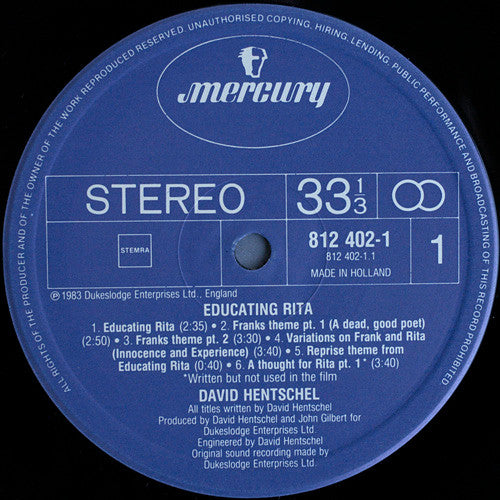 ALL RIGHTS OF THE PRODUCER AND OF THE OWNER OF THE WORK REPRODUCED RESERVED. UNAUTHORISED COPYING, HIRING, LENDING, PUBLIC PERFORMANCE AND BROADCASTING OF THIS RECORD PROHIBITED
mercury
STEREO
33 1/3
STEMRA
812 402-1
812 402-1.1
MADE IN HOLLAND
1
℗ 1983 Dukeslodge Enterprises Ltd., England
EDUCATING RITA
1. Educating Rita (2:35) • 2. Franks theme pt. 1 (A dead, good poet)
(2:50) • 3. Franks theme pt. 2 (3:30) • 4. Variations on Frank and Rita
(Innocence and Experience) (3:40) • 5. Reprise theme from
Educating Rita (0:40) • 6. A thought for Rita pt. 1* (3:40)
*Written but not used in the film
DAVID HENTSCHEL
All titles written by David Hentschel
Produced by David Hentschel and John Gilbert for
Dukeslodge Enterprises Ltd.
Engineered by David Hentschel
Original sound recording made by
Dukeslodge Enterprises Ltd.